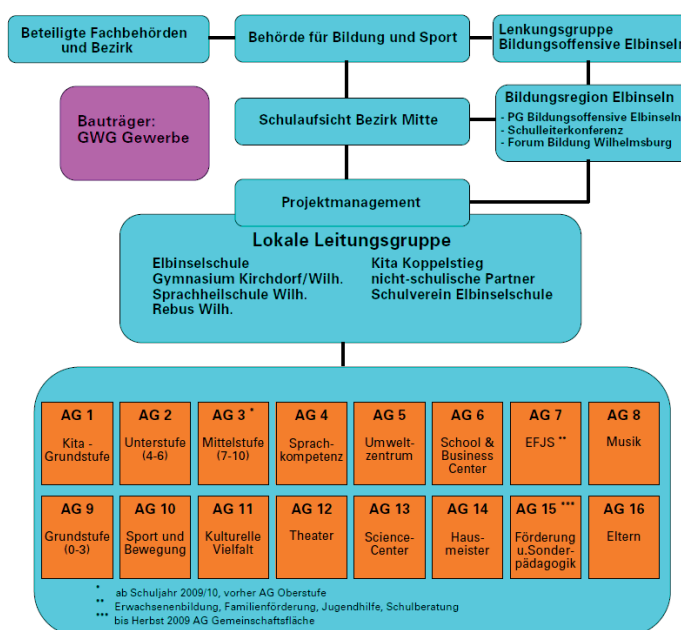 Beteiligte Fachbehörden
und Bezirk
Behörde für Bildung und Sport
Lenkungsgruppe
Bildungsoffensive Elbinseln
Bauträger:
GWG Gewerbe
Schulaufsicht Bezirk Mitte
Bildungsregion Elbinseln
- PG Bildungsoffensive Elbinseln
- Schulleiterkonferenz
- Forum Bildung Wilhelmsburg
Projektmanagement
Lokale Leitungsgruppe
Elbinselschule
Gymnasium Kirchdorf/Wilh.
Sprachheilschule Wilh.
Rebus Wilh.
Kita Koppelstieg
nicht-schulische Partner
Schulverein Elbinselschule
AG 1
Kita -
Grundstufe
AG 2
Unterstufe
(4-6)
AG 3 *
Mittelstufe
(7-10)
AG 4
Sprach-
kompetenz
AG 5
Umwelt-
zentrum
AG 6
School &
Business
Center
AG 7
EFJS **
AG 8
Musik
AG 9
Grundstufe
(0-3)
AG 10
Sport und
Bewegung
AG 11
Kulturelle
Vielfalt
AG 12
Theater
AG 13
Science-
Center
AG 14
Haus-
meister
AG 15 ***
Förderung
u.Sonder-
pädagogik
AG 16
Eltern
* ab Schuljahr 2009/10, vorher AG Oberstufe
** Erwachsenenbildung, Familienförderung, Jugendhilfe, Schulberatung
*** bis Herbst 2009 AG Gemeinschaftsfläche